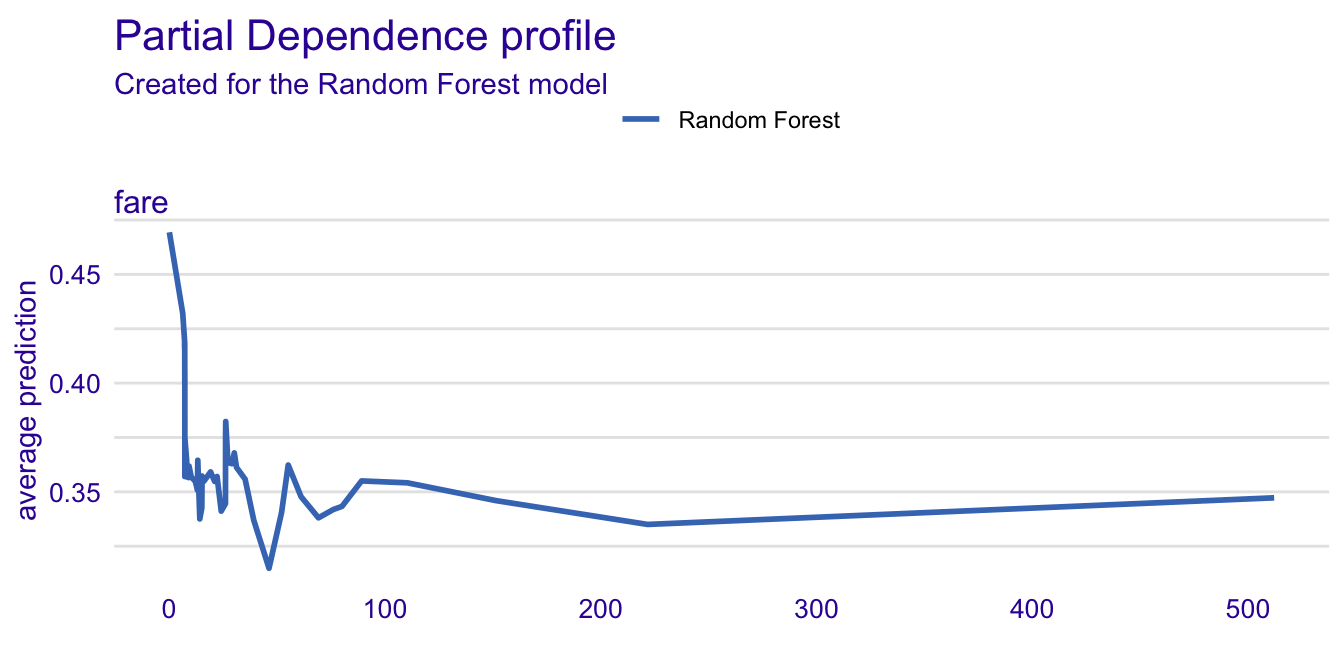 Partial Dependence profile
Created for the Random Forest model
Random Forest
fare
average prediction
0.45
0.40
0.35
0 100 200 300 400 500